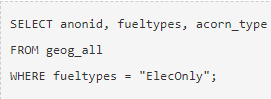 SELECT anonid, fueltypes, acorn_type
FROM geog_all
WHERE fueltypes = "ElecOnly";